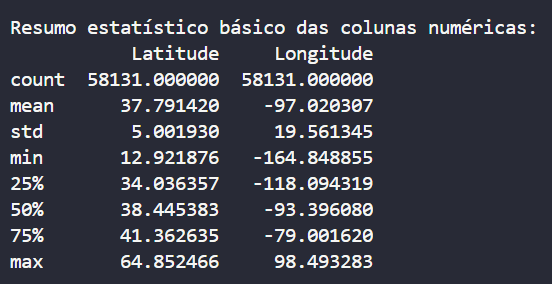 Resumo estatístico básico das colunas numéricas:
Latitude Longitude
count 58131.000000 58131.000000
mean 37.791420 -97.020307
std 5.001930 19.561345
min 12.921876 -164.848855
25% 34.036357 -118.094319
50% 38.445383 -93.396080
75% 41.362635 -79.001620
max 64.852466 98.493283